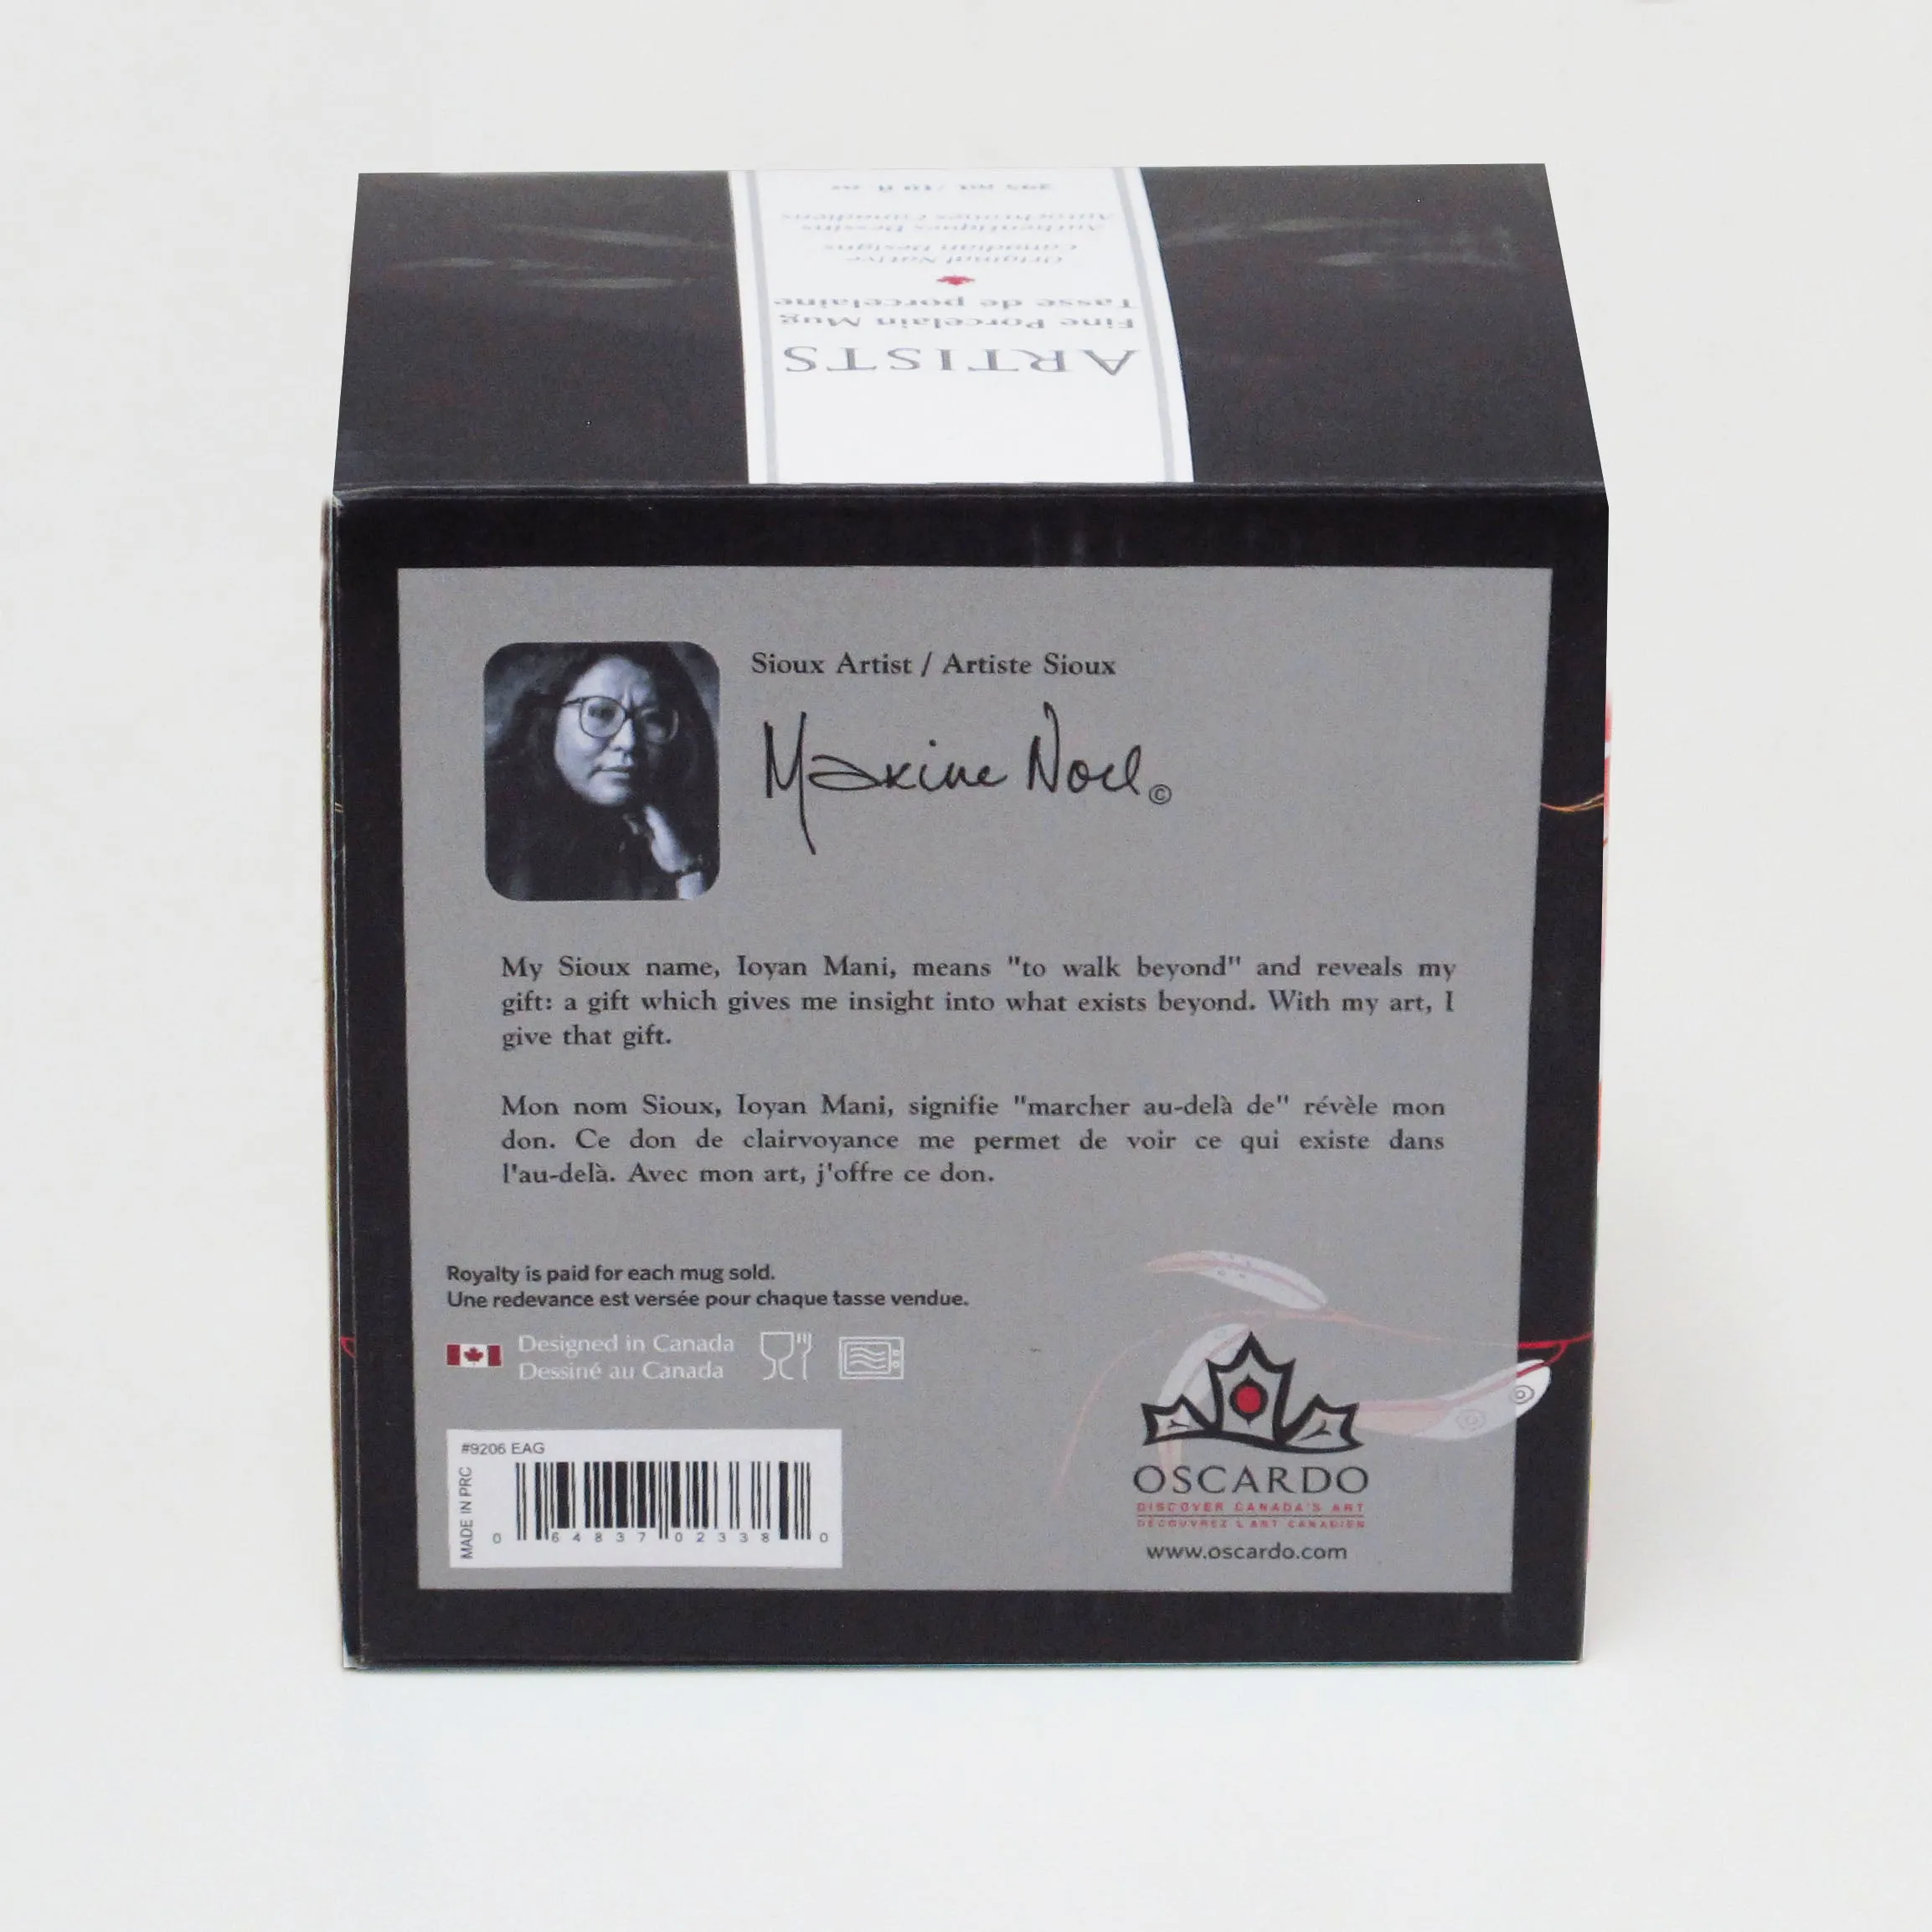 ARTISTS
Fine Porcelain Mug
Tasse de porcelaine
Original Native
Canadian Designs
Authentiques Dessins
Autochtones Canadiens
295 ml / 10 fl oz
Sioux Artist / Artiste Sioux
Maxine Noel ©
My Sioux name, Ioyan Mani, means "to walk beyond" and reveals my
gift: a gift which gives me insight into what exists beyond. With my art, I
give that gift.
Mon nom Sioux, Ioyan Mani, signifie "marcher au-delà de" révèle mon
don. Ce don de clairvoyance me permet de voir ce qui existe dans
l'au-delà. Avec mon art, j'offre ce don.
Royalty is paid for each mug sold.
Une redevance est versée pour chaque tasse vendue.
Designed in Canada
Dessiné au Canada
#9206 EAG
MADE IN PRC
0 64837 02338 0
OSCARDO
DISCOVER CANADA'S ART
DÉCOUVREZ L'ART CANADIEN
www.oscardo.com